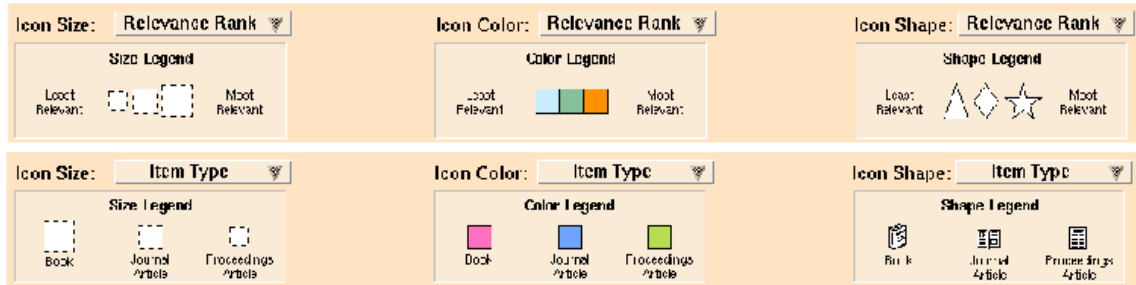 Icon Size: Relevance Rank Icon Color: Relevance Rank Icon Shape: Relevance Rank
Size Legend Color Legend Shape Legend
Least Relevant Most Relevant Least Relevant Most Relevant Least Relevant Most Relevant
Icon Size: Item Type Icon Color: Item Type Icon Shape: Item Type
Size Legend Color Legend Shape Legend
Book Journal Article Proceedings Article Book Journal Article Proceedings Article Book Journal Article Proceedings Article